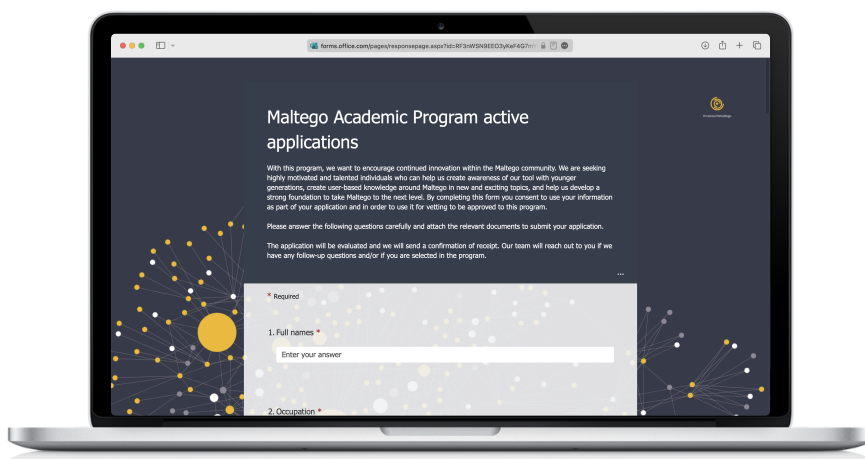 forms.office.com/pages/responsepage.aspx?id=RF3nWSN9EEO3yKeF4G7m
Maltego Academic Program active
applications
With this program, we want to encourage continued innovation within the Maltego community. We are seeking
highly motivated and talented individuals who can help us create awareness of our tool with younger
generations, create user-based knowledge around Maltego in new and exciting topics, and help us develop a
strong foundation to take Maltego to the next level. By completing this form you consent to use your information
as part of your application and in order to use it for vetting to be approved to this program.
Please answer the following questions carefully and attach the relevant documents to submit your application.
The application will be evaluated and we will send a confirmation of receipt. Our team will reach out to you if we
have any follow-up questions and/or if you are selected in the program.
...
* Required
1. Full names *
Enter your answer
2. Occupation *